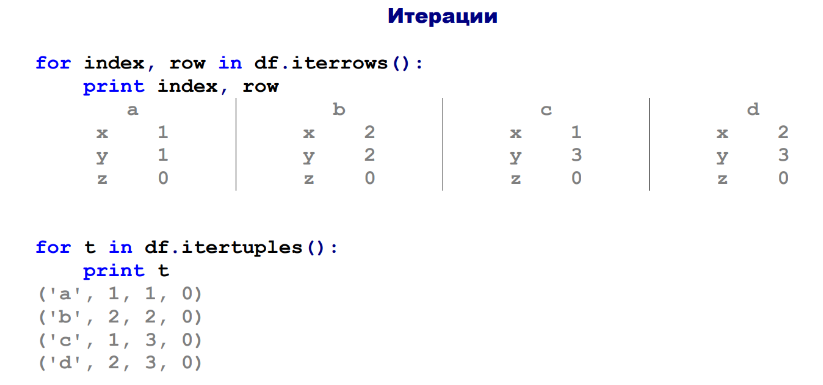 Итерации
for index, row in df.iterrows():
    print index, row
a b c d
x 1 x 2 x 1 x 2
y 1 y 2 y 3 y 3
z 0 z 0 z 0 z 0
for t in df.itertuples():
    print t
('a', 1, 1, 0)
('b', 2, 2, 0)
('c', 1, 3, 0)
('d', 2, 3, 0)